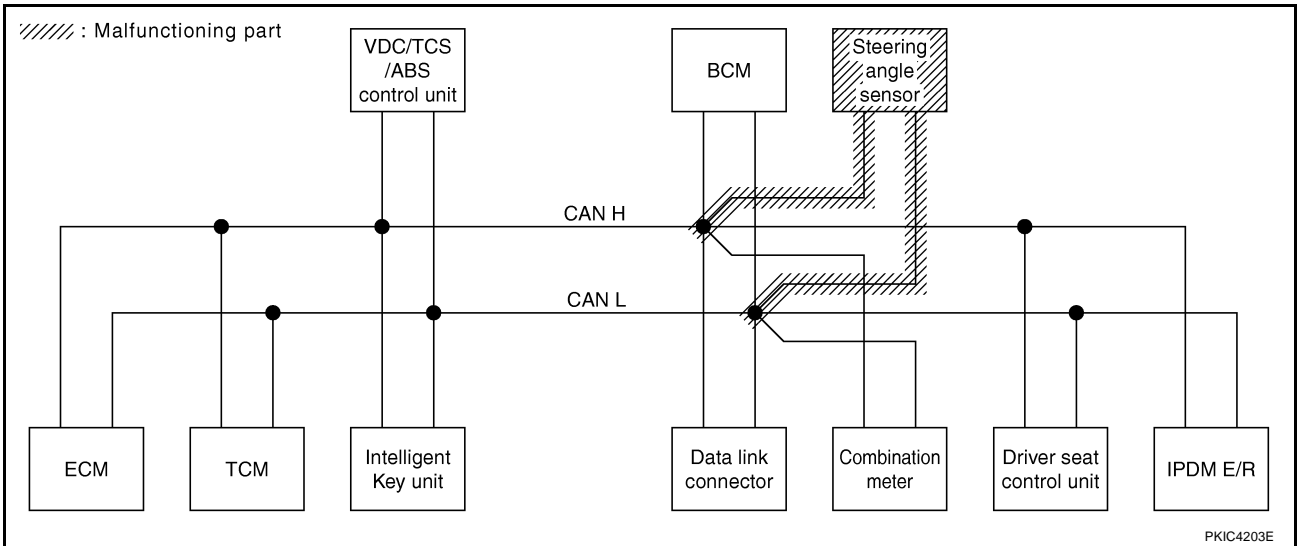 : Malfunctioning part
VDC/TCS
/ABS
control unit
BCM
Steering
angle
sensor
CAN H
CAN L
ECM
TCM
Intelligent
Key unit
Data link
connector
Combination
meter
Driver seat
control unit
IPDM E/R
PKIC4203E